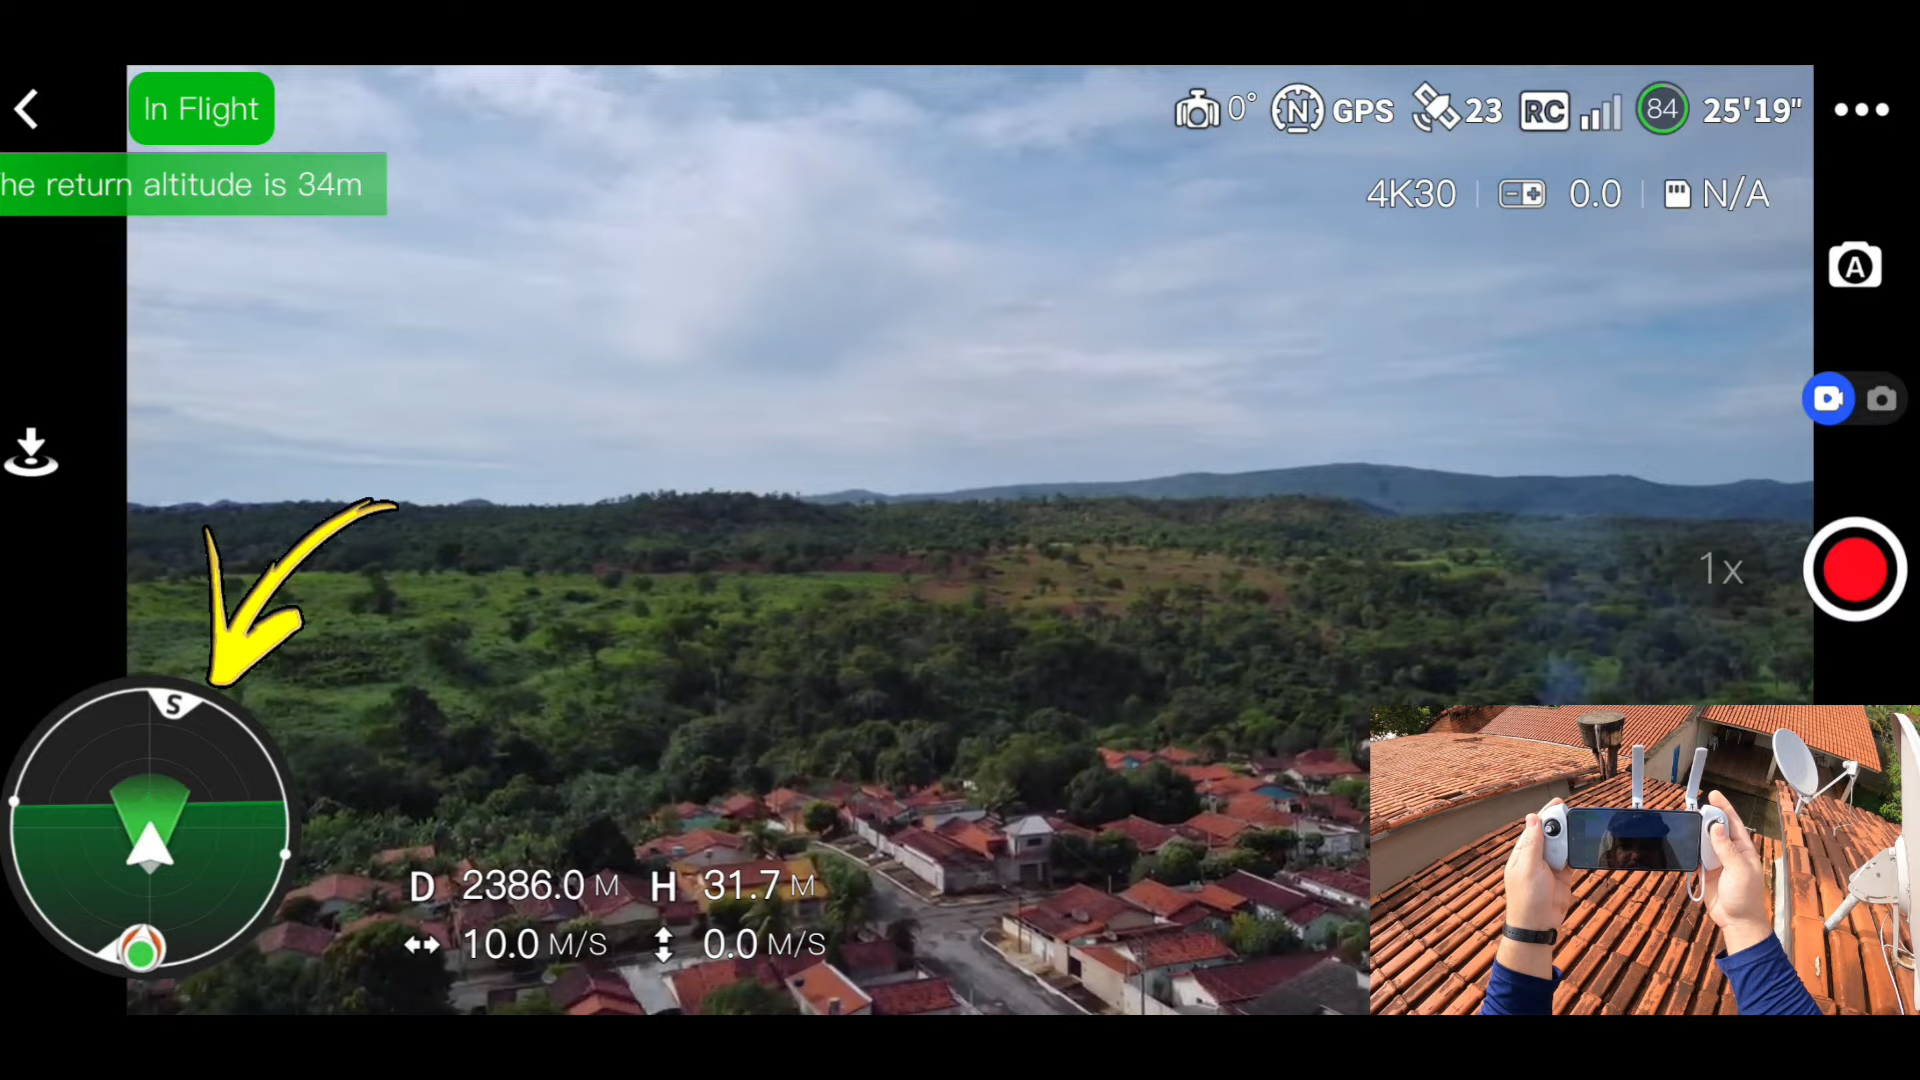 In Flight
0° N GPS 23 RC 84 25'19"
he return altitude is 34m
4K30 0.0 N/A
A
1x
S
D 2386.0 M H 31.7 M
10.0 M/S 0.0 M/S